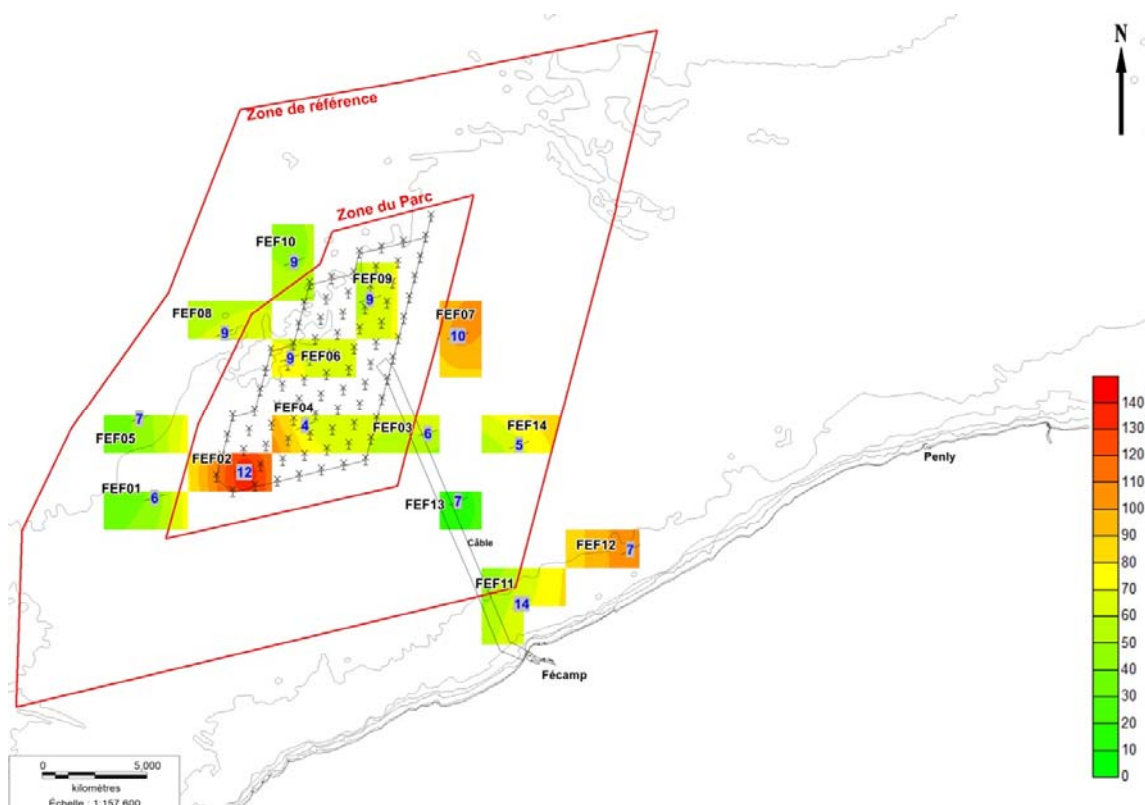 N
Zone de référence
Zone du Parc
FEF10
9
FEF09
9
FEF08
9
FEF07
10
FEF06
9
FEF04
4
FEF03
6
FEF14
5
7
FEF05
FEF02
12
FEF01
6
FEF13
7
Câble
FEF12
7
FEF11
14
Penly
Fécamp
140
130
120
110
100
90
80
70
60
50
40
30
20
10
0
0 5,000
kilomètres
Échelle : 1:157 600